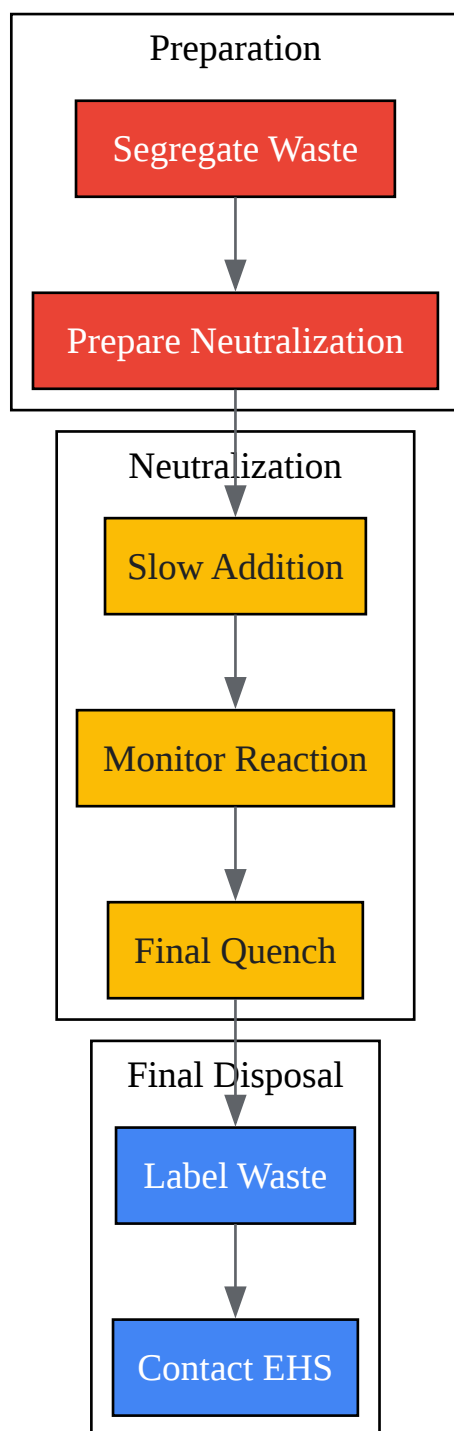 Preparation
Segregate Waste
Prepare Neutralization
Neutralization
Slow Addition
Monitor Reaction
Final Quench
Final Disposal
Label Waste
Contact EHS